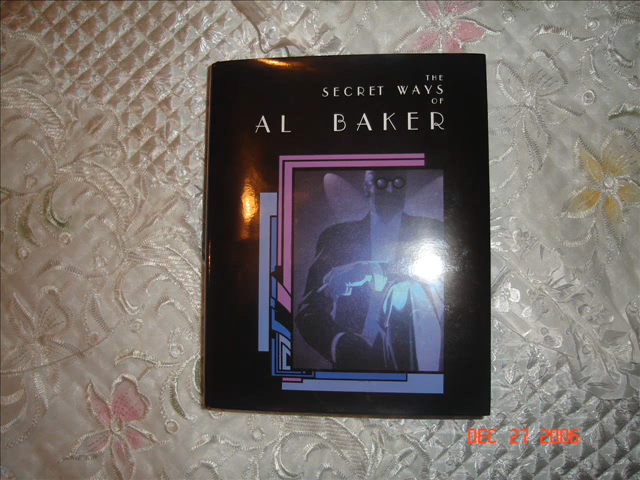 THE
SECRET WAYS
OF
AL BAKER
DEC 27 2006